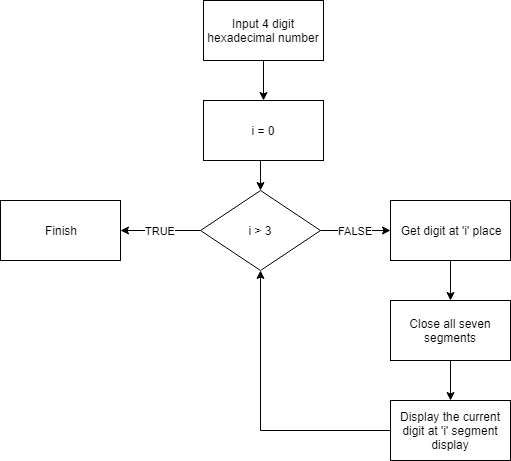 Input 4 digit
hexadecimal number
i = 0
i > 3
TRUE
FALSE
Finish
Get digit at 'i' place
Close all seven
segments
Display the current
digit at 'i' segment
display